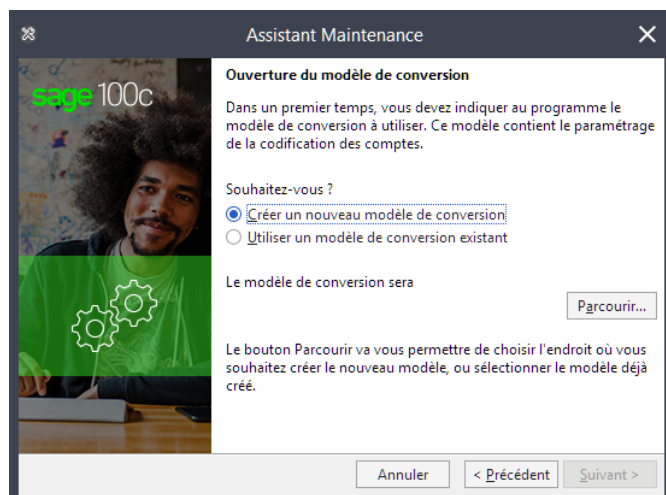 Assistant Maintenance
sage 100c
Ouverture du modèle de conversion
Dans un premier temps, vous devez indiquer au programme le
modèle de conversion à utiliser. Ce modèle contient le paramétrage
de la codification des comptes.
Souhaitez-vous ?
Créer un nouveau modèle de conversion
Utiliser un modèle de conversion existant
Le modèle de conversion sera
Parcourir...
Le bouton Parcourir va vous permettre de choisir l'endroit où vous
souhaitez créer le nouveau modèle, ou sélectionner le modèle déjà
créé.
Annuler
< Précédent
Suivant >